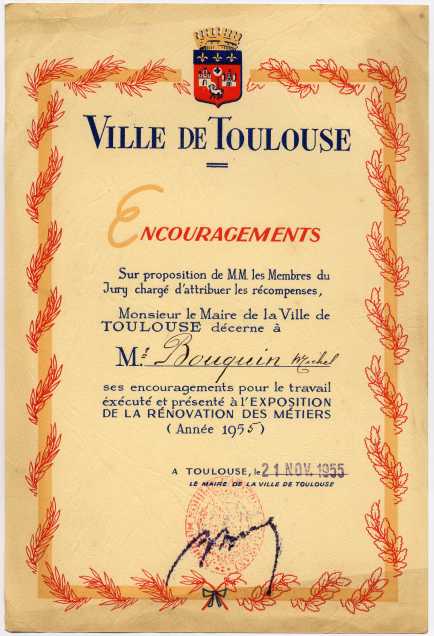 VILLE DE TOULOUSE
ENCOURAGEMENTS
Sur proposition de M.M. les Membres du
Jury chargé d'attribuer les récompenses,
Monsieur le Maire de la Ville de
TOULOUSE décerne à
Mr Bouquin Michel
ses encouragements pour le travail
éxécuté et présenté à l'EXPOSITION
DE LA RÉNOVATION DES MÉTIERS
(Année 1955)
A TOULOUSE, le 21 NOV. 1955
LE MAIRE DE LA VILLE DE TOULOUSE